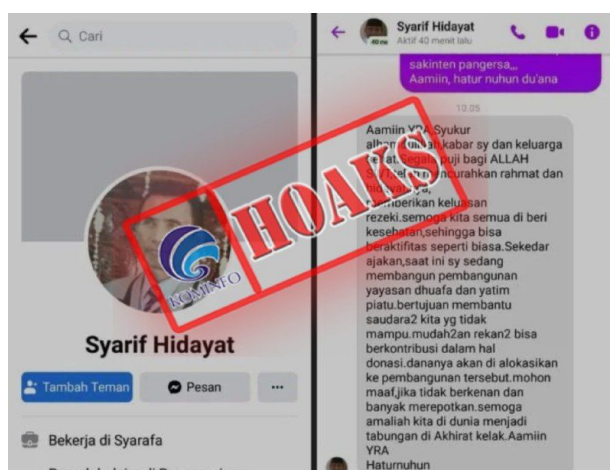 Cari
Syarif Hidayat
Tambah Teman
Pesan
Bekerja di Syarafa
Syarif Hidayat
40 mnt
Aktif 40 menit lalu
sakinten pangersa,,,
Aamiin, hatur nuhun du'ana
10.05
Aamiin YRA Syukur
kabar sy dan keluarga
puji bagi ALLAH
mencurahkan rahmat dan
memberikan keluasan
rezeki.semoga kita semua di beri
kesehatan,sehingga bisa
beraktifitas seperti biasa.Sekedar
ajakan,saat ini sy sedang
membangun pembangunan
yayasan dhuafa dan yatim
piatu.bertujuan membantu
saudara2 kita yg tidak
mampu.mudah2an rekan2 bisa
berkontribusi dalam hal
donasi.dananya akan di alokasikan
ke pembangunan tersebut.mohon
maaf,jika tidak berkenan dan
banyak merepotkan.semoga
amaliah kita di dunia menjadi
tabungan di Akhirat kelak.Aamiin
YRA
Haturnuhun
KOMINFO
HOAKS